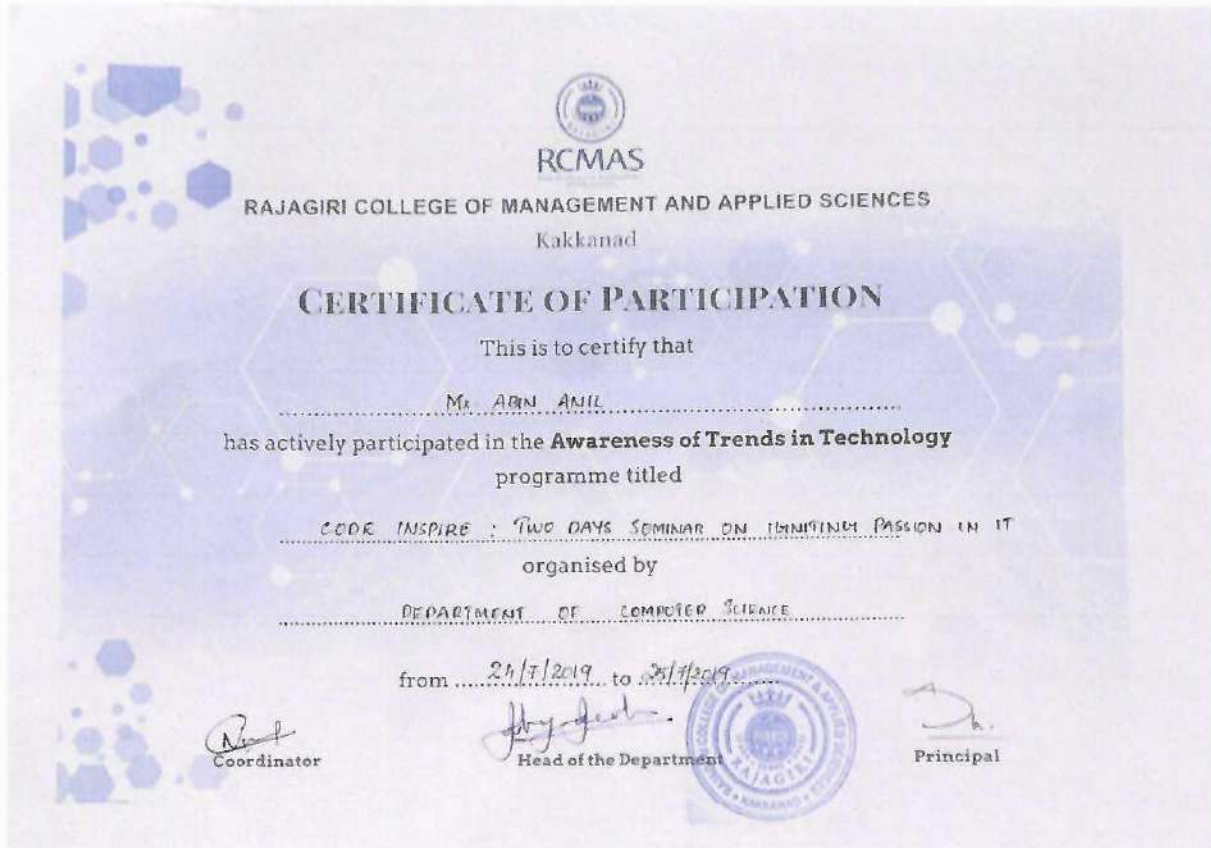 RCMAS
RAJAGIRI COLLEGE OF MANAGEMENT AND APPLIED SCIENCES
Kakkanad
CERTIFICATE OF PARTICIPATION
This is to certify that
Mr ABIN ANIL
has actively participated in the Awareness of Trends in Technology
programme titled
CODE INSPIRE : TWO DAYS SEMINAR ON IGNITING PASSION IN IT
organised by
DEPARTMENT OF COMPUTER SCIENCE
from 24/7/2019 to 25/7/2019
Coordinator
Head of the Department
Principal
RAJAGIRI
KAKKANAD